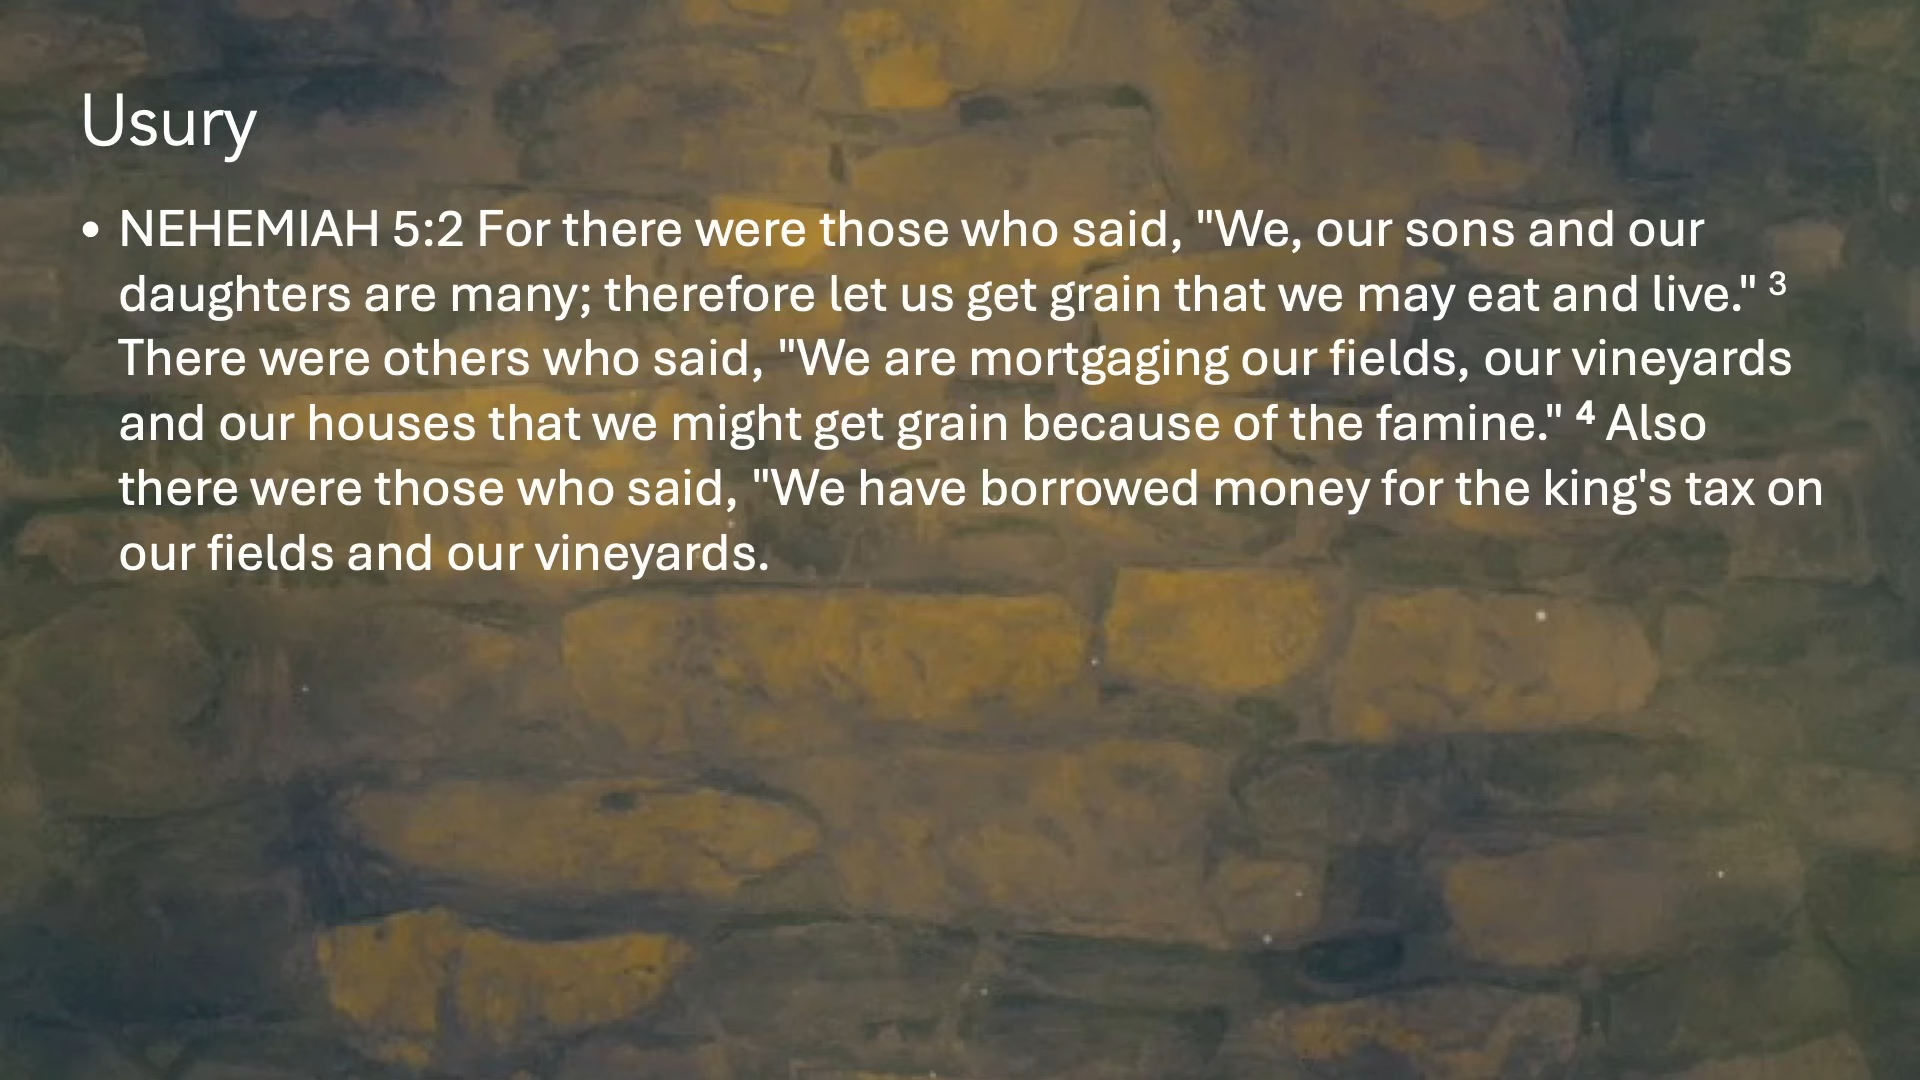 Usury
• NEHEMIAH 5:2 For there were those who said, "We, our sons and our
daughters are many; therefore let us get grain that we may eat and live." ³
There were others who said, "We are mortgaging our fields, our vineyards
and our houses that we might get grain because of the famine." ⁴ Also
there were those who said, "We have borrowed money for the king's tax on
our fields and our vineyards.